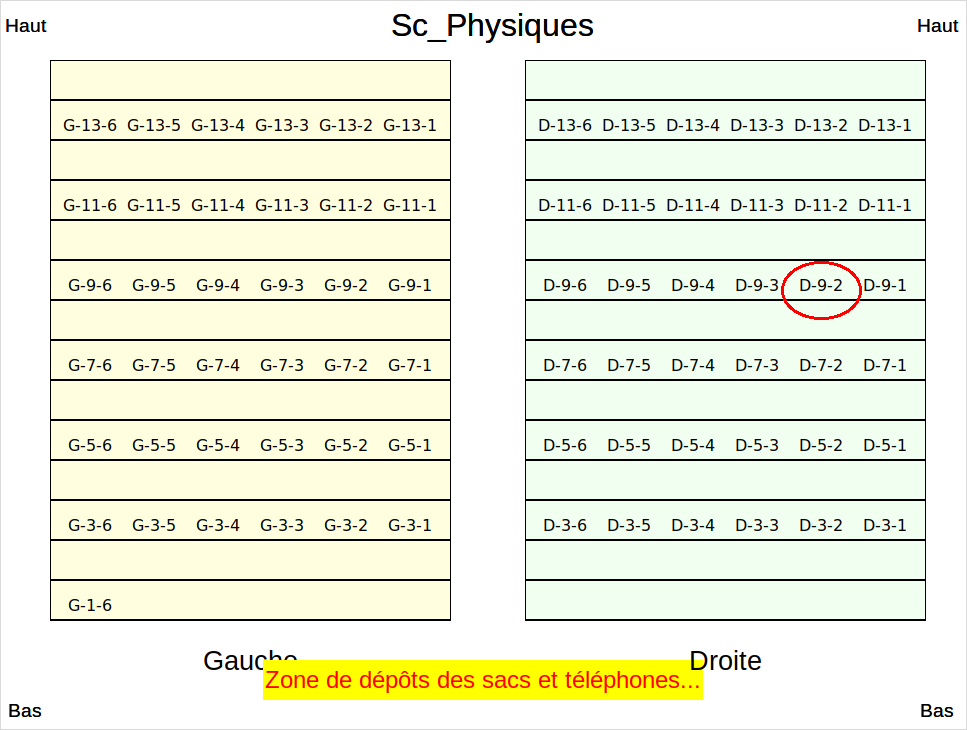 Haut Sc_Physiques Haut
G-13-6 G-13-5 G-13-4 G-13-3 G-13-2 G-13-1 D-13-6 D-13-5 D-13-4 D-13-3 D-13-2 D-13-1
G-11-6 G-11-5 G-11-4 G-11-3 G-11-2 G-11-1 D-11-6 D-11-5 D-11-4 D-11-3 D-11-2 D-11-1
G-9-6 G-9-5 G-9-4 G-9-3 G-9-2 G-9-1 D-9-6 D-9-5 D-9-4 D-9-3 D-9-2 D-9-1
G-7-6 G-7-5 G-7-4 G-7-3 G-7-2 G-7-1 D-7-6 D-7-5 D-7-4 D-7-3 D-7-2 D-7-1
G-5-6 G-5-5 G-5-4 G-5-3 G-5-2 G-5-1 D-5-6 D-5-5 D-5-4 D-5-3 D-5-2 D-5-1
G-3-6 G-3-5 G-3-4 G-3-3 G-3-2 G-3-1 D-3-6 D-3-5 D-3-4 D-3-3 D-3-2 D-3-1
G-1-6
Gauche Droite
Zone de dépôts des sacs et téléphones...
Bas Bas